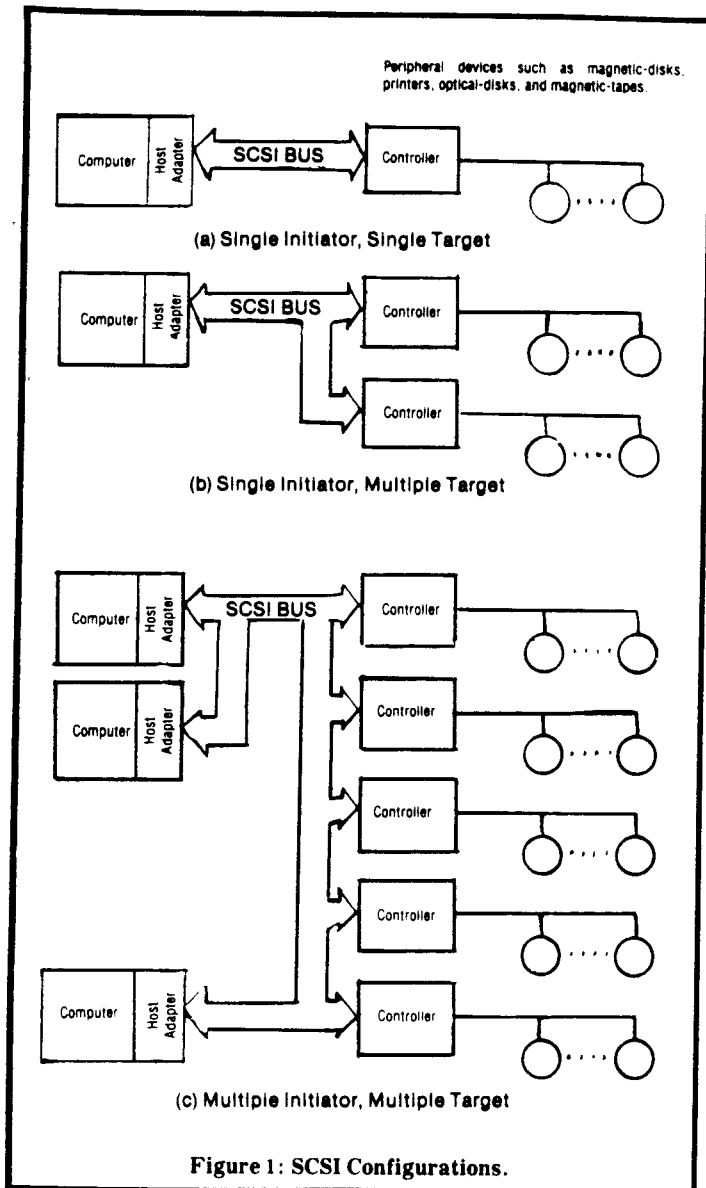 Peripheral devices such as magnetic-disks,
printers, optical-disks, and magnetic-tapes.
Computer
Host
Adapter
SCSI BUS
Controller
(a) Single Initiator, Single Target
Computer
Host
Adapter
SCSI BUS
Controller
Controller
(b) Single Initiator, Multiple Target
Computer
Host
Adapter
SCSI BUS
Controller
Computer
Host
Adapter
Controller
Controller
Controller
Computer
Host
Adapter
Controller
(c) Multiple Initiator, Multiple Target
Figure 1: SCSI Configurations.